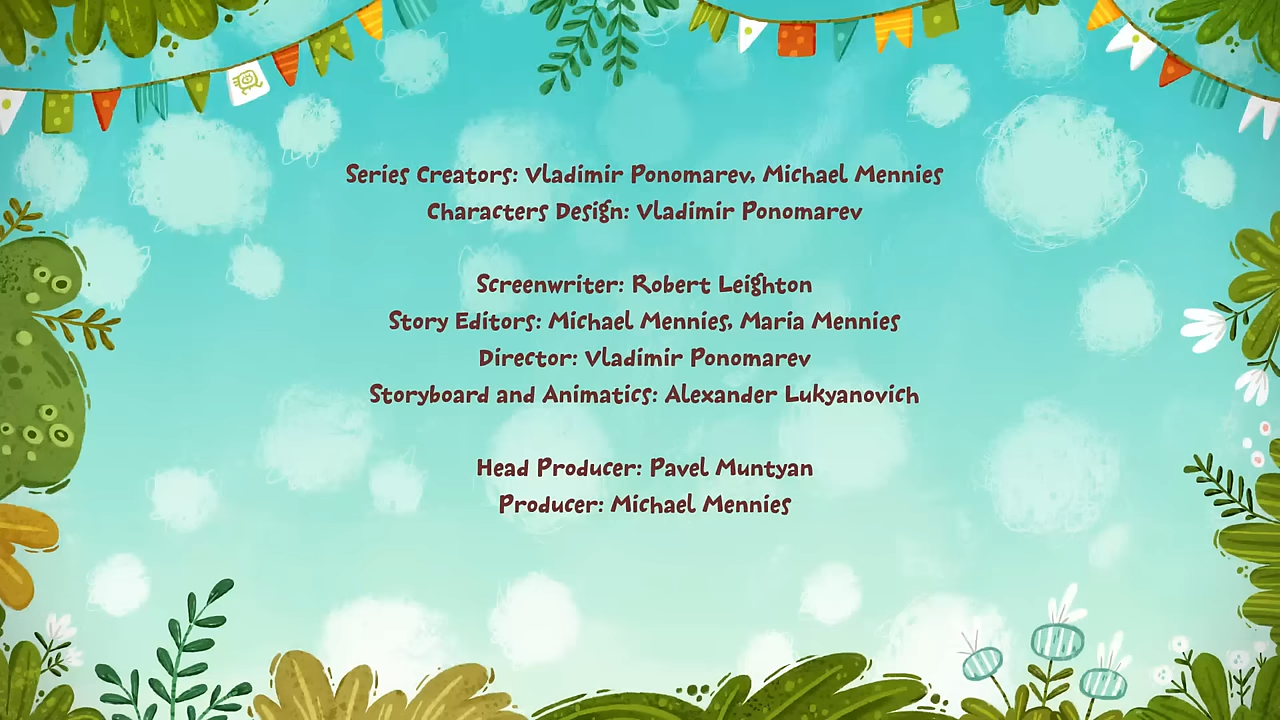 Series Creators: Vladimir Ponomarev, Michael Mennies
Characters Design: Vladimir Ponomarev
Screenwriter: Robert Leighton
Story Editors: Michael Mennies, Maria Mennies
Director: Vladimir Ponomarev
Storyboard and Animatics: Alexander Lukyanovich
Head Producer: Pavel Muntyan
Producer: Michael Mennies